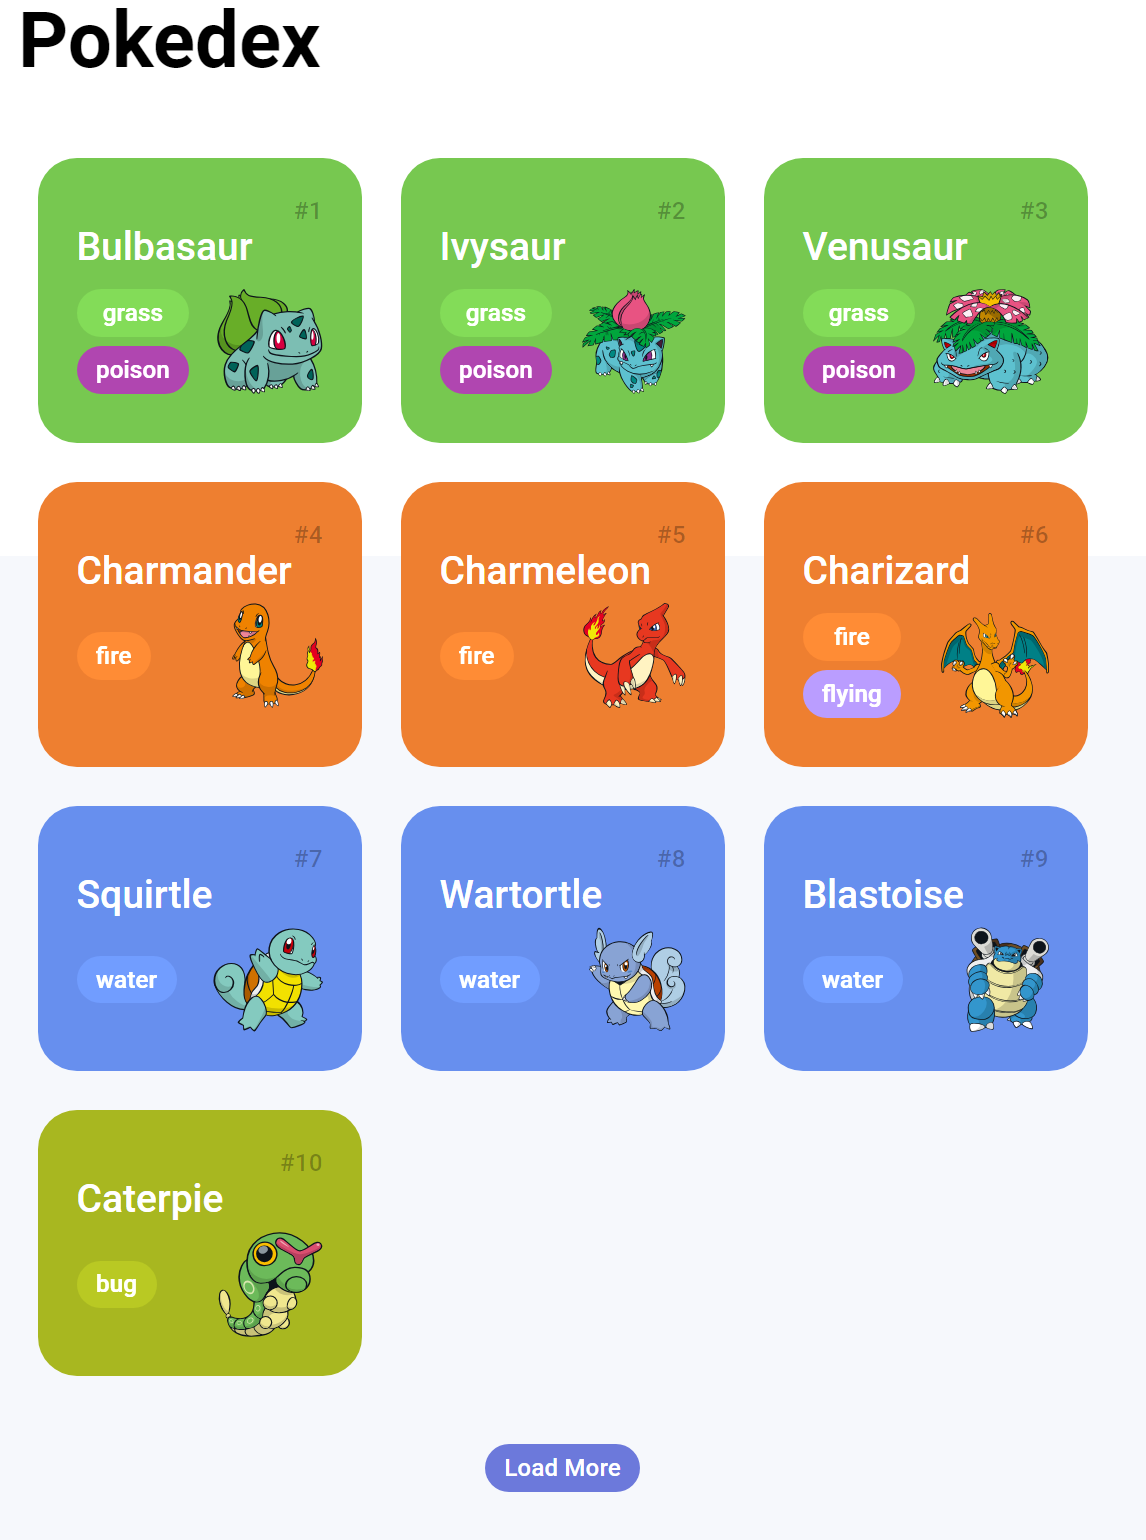 Pokedex
#1
Bulbasaur
grass
poison
#2
Ivysaur
grass
poison
#3
Venusaur
grass
poison
#4
Charmander
fire
#5
Charmeleon
fire
#6
Charizard
fire
flying
#7
Squirtle
water
#8
Wartortle
water
#9
Blastoise
water
#10
Caterpie
bug
Load More